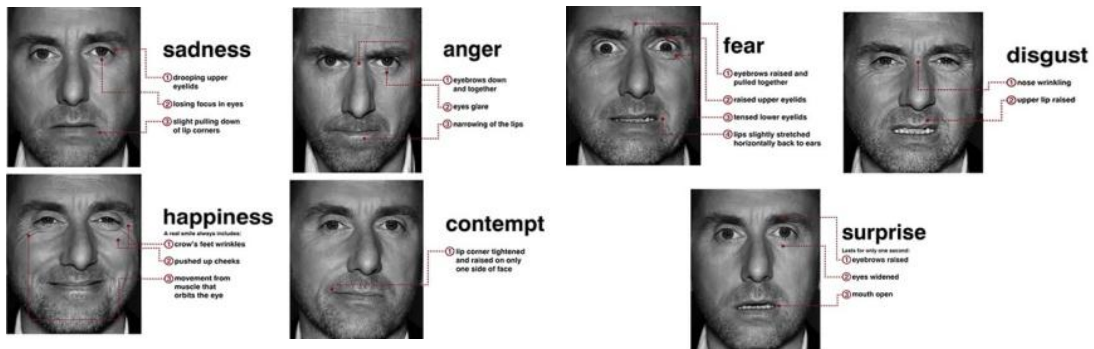 sadness
1 drooping upper
eyelids
2 losing focus in eyes
3 slight pulling down
of lip corners
anger
1 eyebrows down
and together
2 eyes glare
3 narrowing of the lips
fear
1 eyebrows raised and
pulled together
2 raised upper eyelids
3 tensed lower eyelids
4 lips slightly stretched
horizontally back to ears
disgust
1 nose wrinkling
2 upper lip raised
happiness
A real smile always includes:
1 crow's feet wrinkles
2 pushed up cheeks
3 movement from
muscle that
orbits the eye
contempt
1 lip corner tightened
and raised on only
one side of face
surprise
Lasts for only one second:
1 eyebrows raised
2 eyes widened
3 mouth open